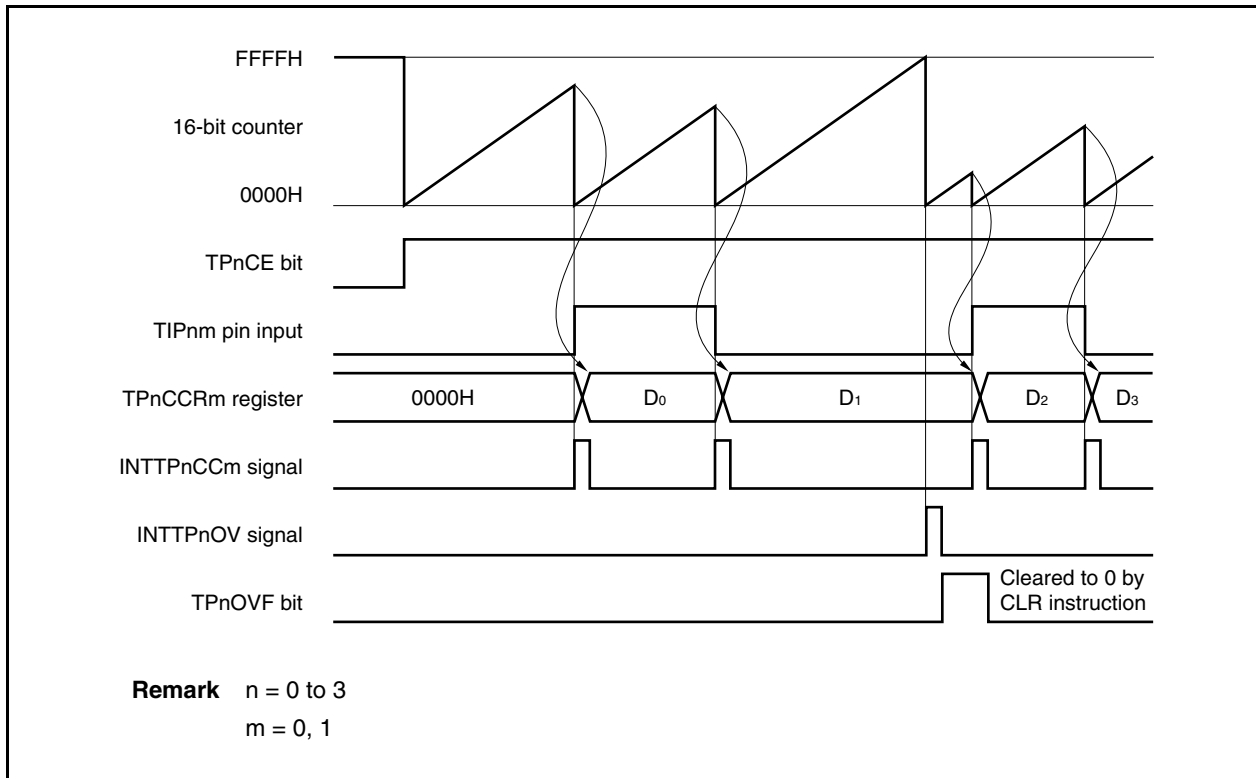 FFFFH
16-bit counter
0000H
TPnCE bit
TIPnm pin input
TPnCCRm register
0000H D0 D1 D2 D3
INTTPnCCm signal
INTTPnOV signal
TPnOVF bit
Cleared to 0 by
CLR instruction
Remark n = 0 to 3
m = 0, 1